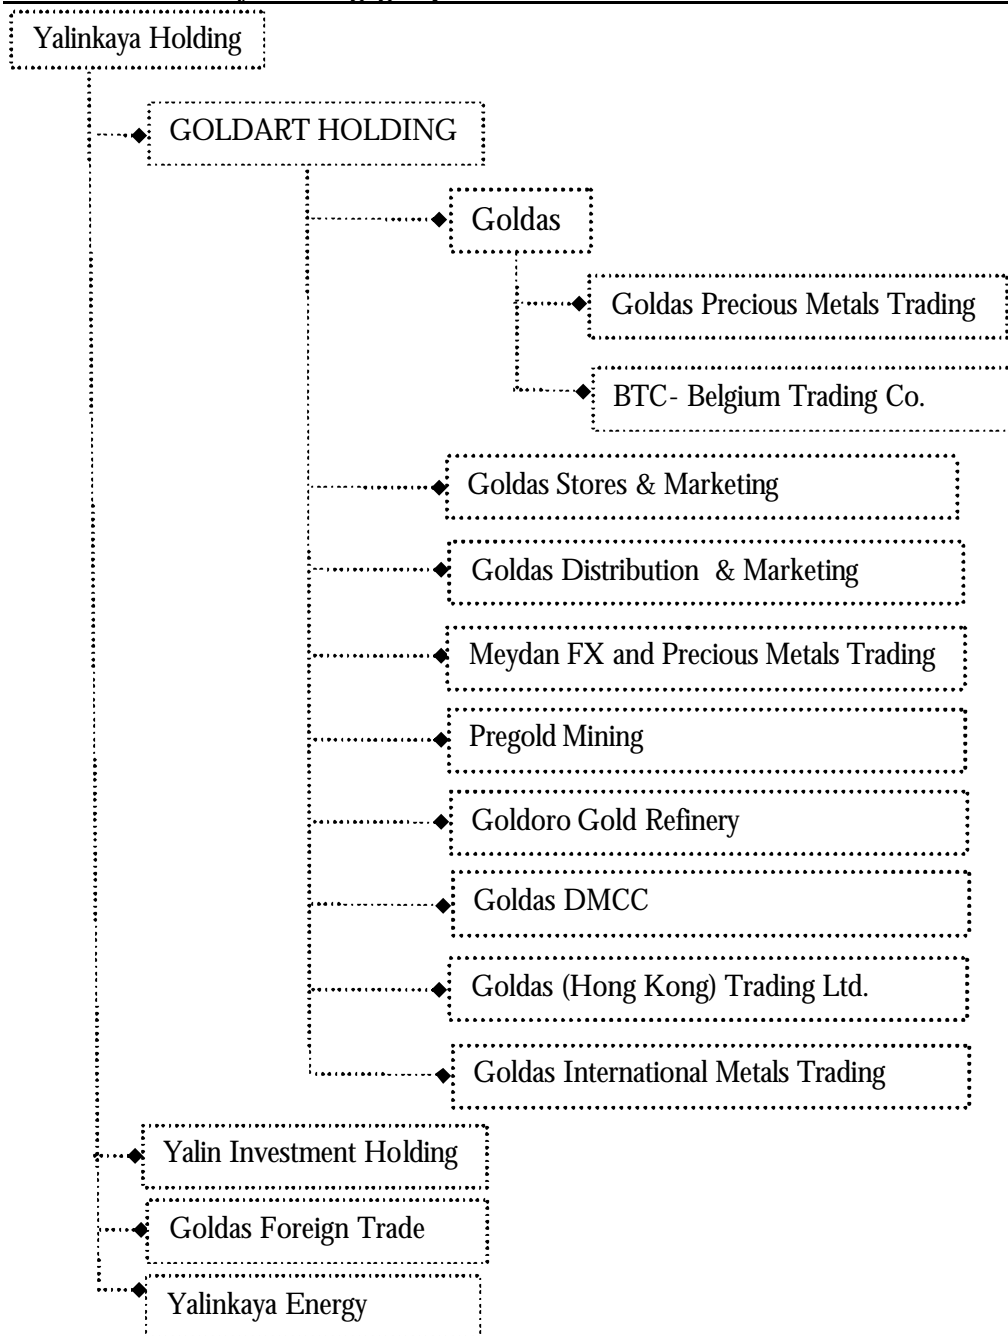 Yalinkaya Holding
GOLDART HOLDING
Goldas
Goldas Precious Metals Trading
BTC- Belgium Trading Co.
Goldas Stores & Marketing
Goldas Distribution & Marketing
Meydan FX and Precious Metals Trading
Pregold Mining
Goldoro Gold Refinery
Goldas DMCC
Goldas (Hong Kong) Trading Ltd.
Goldas International Metals Trading
Yalin Investment Holding
Goldas Foreign Trade
Yalinkaya Energy